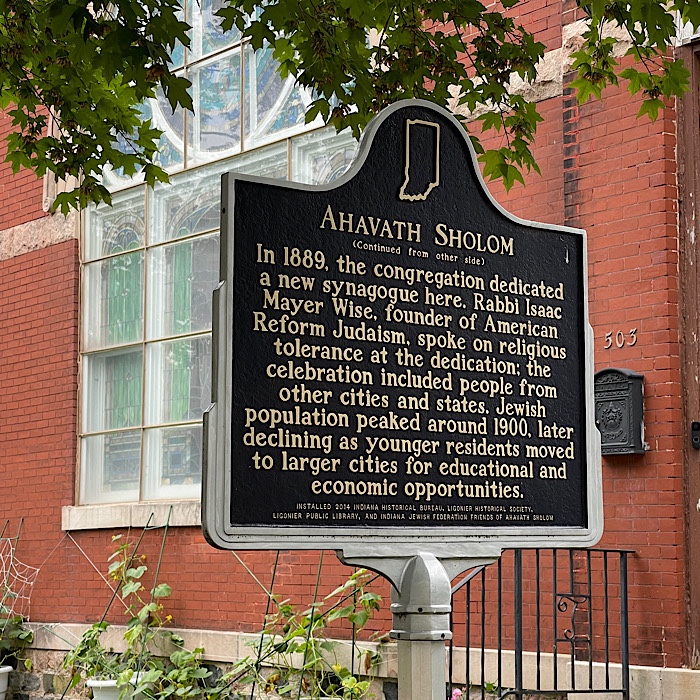 AHAVATH SHOLOM
(Continued from other side)
In 1889, the congregation dedicated
a new synagogue here. Rabbi Isaac
Mayer Wise, founder of American
Reform Judaism, spoke on religious
tolerance at the dedication; the
celebration included people from
other cities and states. Jewish
population peaked around 1900, later
declining as younger residents moved
to larger cities for educational and
economic opportunities.
INSTALLED 2014 INDIANA HISTORICAL BUREAU, LIGONIER HISTORICAL SOCIETY,
LIGONIER PUBLIC LIBRARY, AND INDIANA JEWISH FEDERATION FRIENDS OF AHAVATH SHOLOM
503